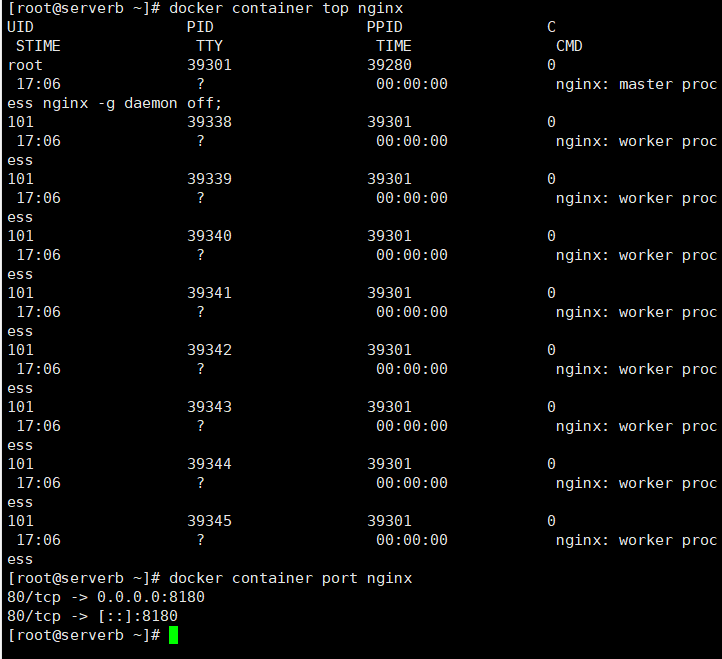 [root@serverb ~]# docker container top nginx
UID                 PID                 PPID                C
 STIME               TTY                 TIME                CMD
root                39301               39280               0
 17:06               ?                   00:00:00            nginx: master proc
ess nginx -g daemon off;
101                 39338               39301               0
 17:06               ?                   00:00:00            nginx: worker proc
ess
101                 39339               39301               0
 17:06               ?                   00:00:00            nginx: worker proc
ess
101                 39340               39301               0
 17:06               ?                   00:00:00            nginx: worker proc
ess
101                 39341               39301               0
 17:06               ?                   00:00:00            nginx: worker proc
ess
101                 39342               39301               0
 17:06               ?                   00:00:00            nginx: worker proc
ess
101                 39343               39301               0
 17:06               ?                   00:00:00            nginx: worker proc
ess
101                 39344               39301               0
 17:06               ?                   00:00:00            nginx: worker proc
ess
101                 39345               39301               0
 17:06               ?                   00:00:00            nginx: worker proc
ess
[root@serverb ~]# docker container port nginx
80/tcp -> 0.0.0.0:8180
80/tcp -> [::]:8180
[root@serverb ~]#